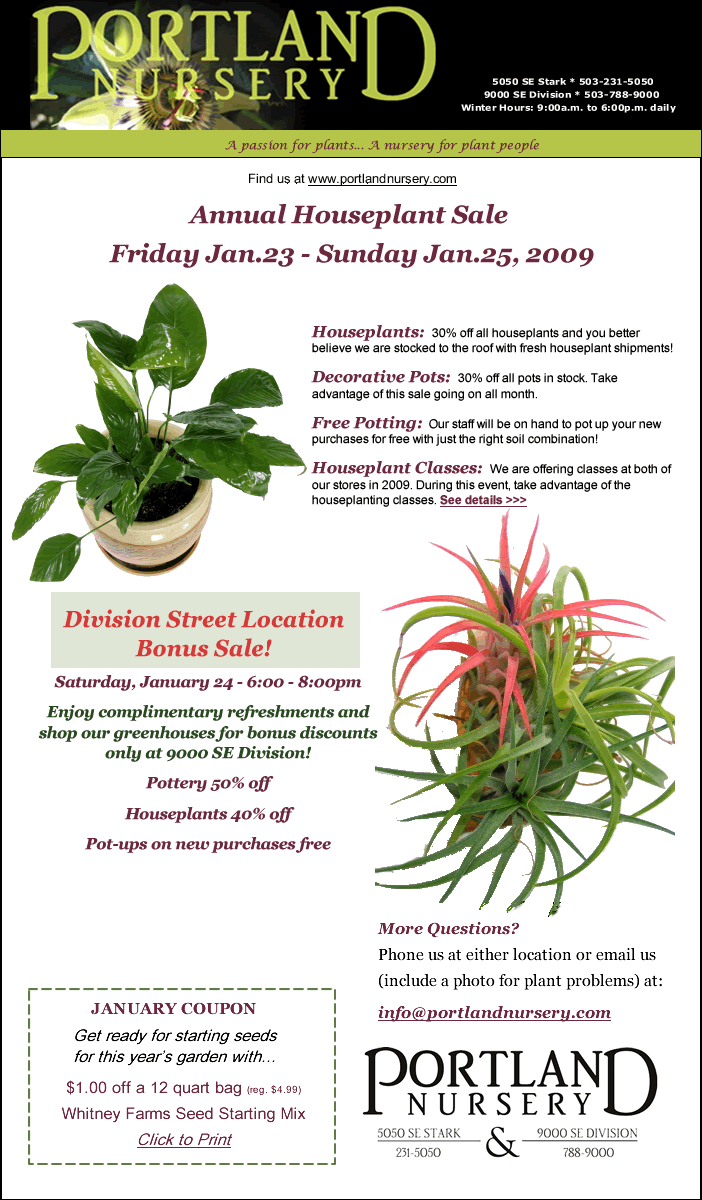 PORTLAND
NURSERY
5050 SE Stark * 503-231-5050
9000 SE Division * 503-788-9000
Winter Hours: 9:00a.m. to 6:00p.m. daily
A passion for plants... A nursery for plant people
Find us at www.portlandnursery.com
Annual Houseplant Sale
Friday Jan.23 - Sunday Jan.25, 2009
Houseplants: 30% off all houseplants and you better
believe we are stocked to the roof with fresh houseplant shipments!
Decorative Pots: 30% off all pots in stock. Take
advantage of this sale going on all month.
Free Potting: Our staff will be on hand to pot up your new
purchases for free with just the right soil combination!
Houseplant Classes: We are offering classes at both of
our stores in 2009. During this event, take advantage of the
houseplanting classes. See details >>>
Division Street Location
Bonus Sale!
Saturday, January 24 - 6:00 - 8:00pm
Enjoy complimentary refreshments and
shop our greenhouses for bonus discounts
only at 9000 SE Division!
Pottery 50% off
Houseplants 40% off
Pot-ups on new purchases free
More Questions?
Phone us at either location or email us
(include a photo for plant problems) at:
info@portlandnursery.com
JANUARY COUPON
Get ready for starting seeds
for this year's garden with...
$1.00 off a 12 quart bag (reg. $4.99)
Whitney Farms Seed Starting Mix
Click to Print
PORTLAND
NURSERY
5050 SE STARK & 9000 SE DIVISION
231-5050 788-9000